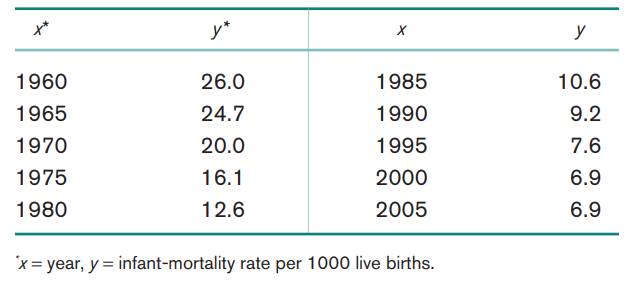 x* y* x y
1960 26.0 1985 10.6
1965 24.7 1990 9.2
1970 20.0 1995 7.6
1975 16.1 2000 6.9
1980 12.6 2005 6.9
*x = year, y = infant-mortality rate per 1000 live births.